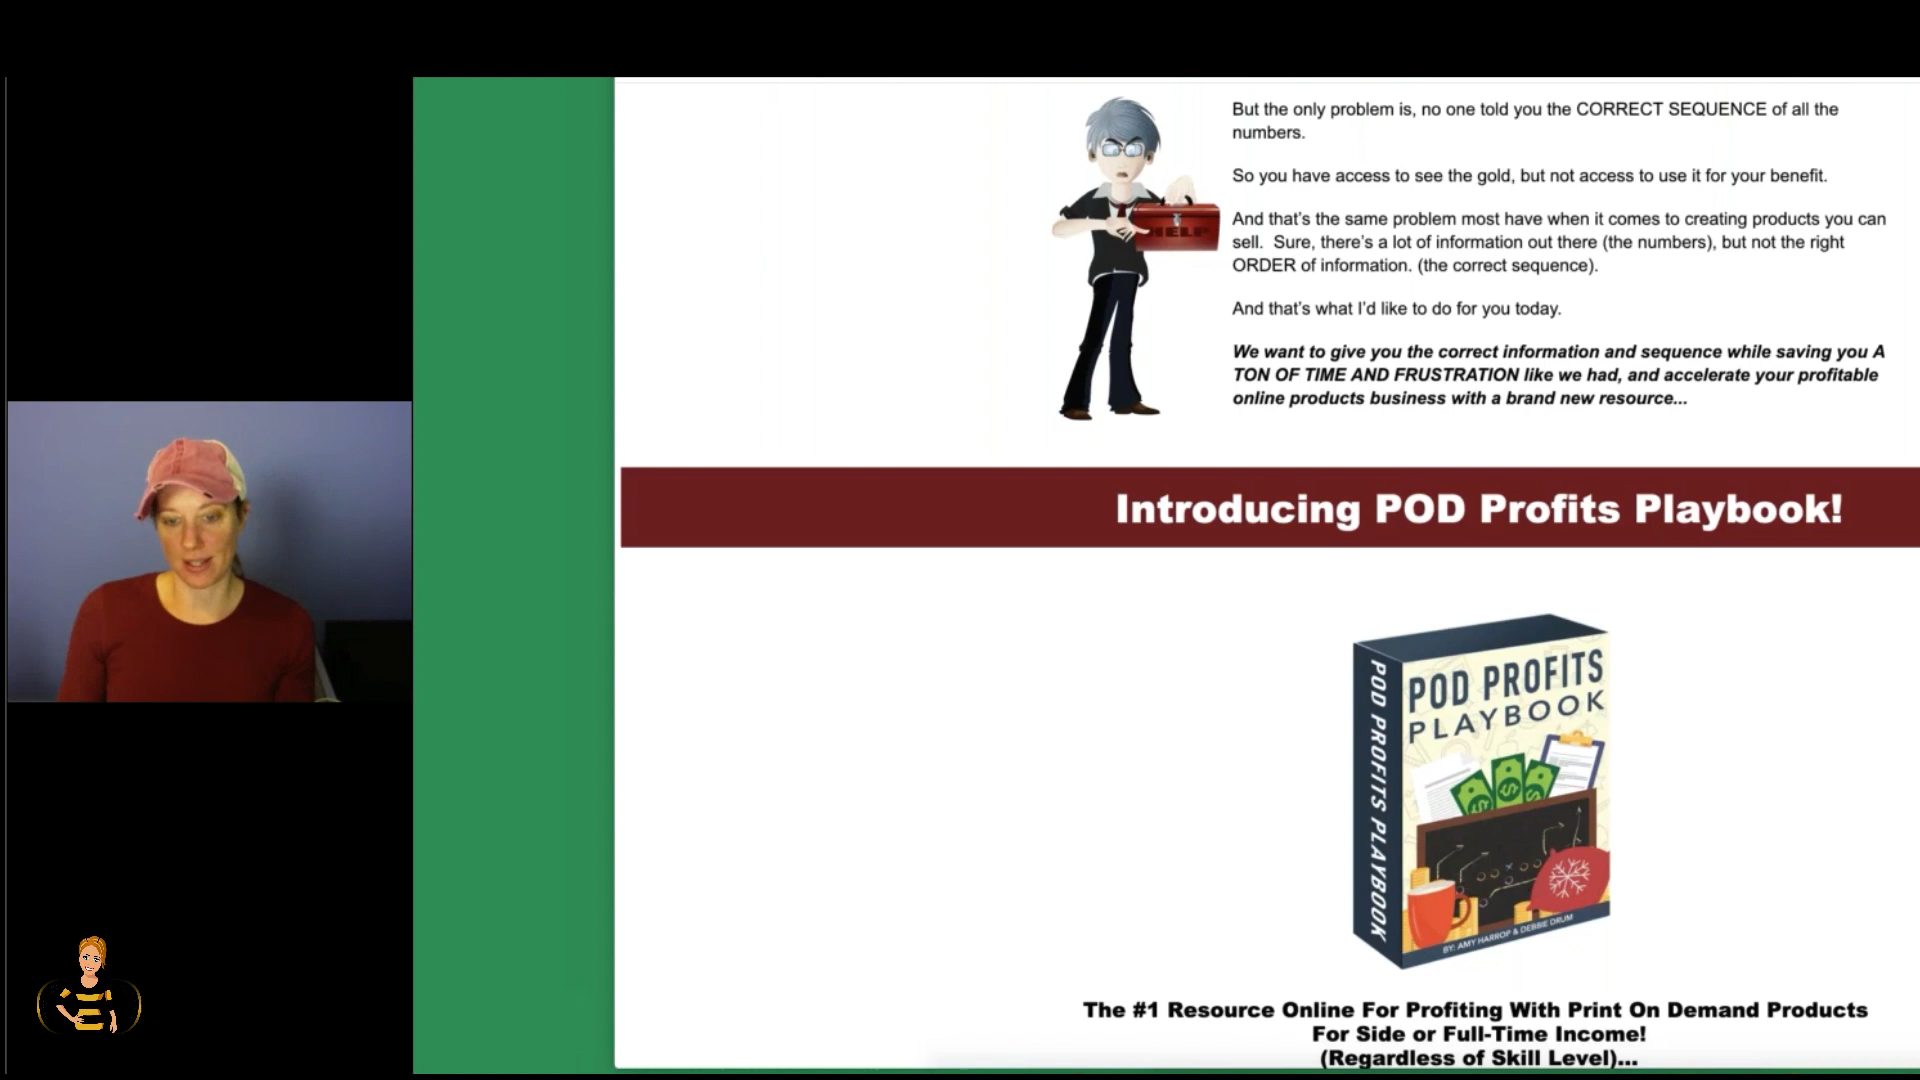 But the only problem is, no one told you the CORRECT SEQUENCE of all the
numbers.
So you have access to see the gold, but not access to use it for your benefit.
And that’s the same problem most have when it comes to creating products you can
sell.  Sure, there’s a lot of information out there (the numbers), but not the right
ORDER of information. (the correct sequence).
And that’s what I’d like to do for you today.
We want to give you the correct information and sequence while saving you A
TON OF TIME AND FRUSTRATION like we had, and accelerate your profitable
online products business with a brand new resource...
HELP
Introducing POD Profits Playbook!
POD PROFITS PLAYBOOK
POD PROFITS
PLAYBOOK
BY: AMY HARROP & DEBBIE DRUM
The #1 Resource Online For Profiting With Print On Demand Products
For Side or Full-Time Income!
(Regardless of Skill Level)...